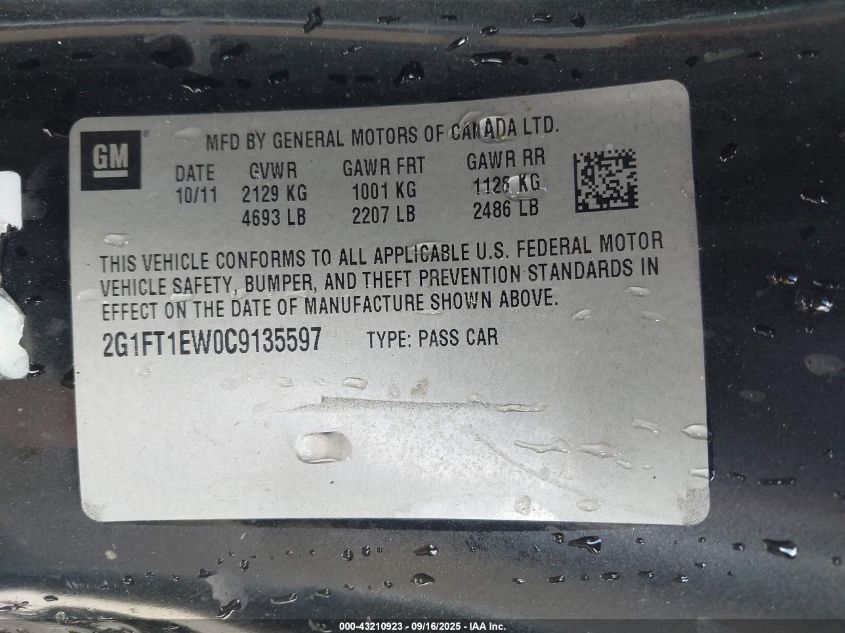 GM
MFD BY GENERAL MOTORS OF CANADA LTD.
DATE GVWR GAWR FRT GAWR RR
10/11 2129 KG 1001 KG 1128 KG
4693 LB 2207 LB 2486 LB
THIS VEHICLE CONFORMS TO ALL APPLICABLE U.S. FEDERAL MOTOR
VEHICLE SAFETY, BUMPER, AND THEFT PREVENTION STANDARDS IN
EFFECT ON THE DATE OF MANUFACTURE SHOWN ABOVE.
2G1FT1EW0C9135597 TYPE: PASS CAR
000-43210923 - 09/16/2025 - IAA Inc.